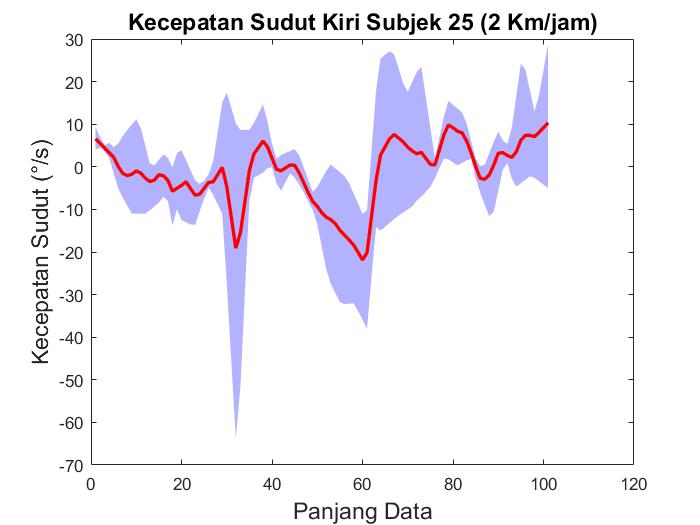 Kecepatan Sudut Kiri Subjek 25 (2 Km/jam)
30
20
10
0
-10
-20
-30
-40
-50
-60
-70
Kecepatan Sudut (°/s)
0 20 40 60 80 100 120
Panjang Data